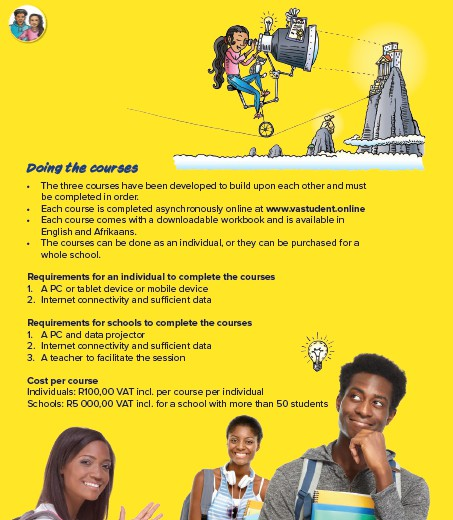 Doing the courses
• The three courses have been developed to build upon each other and must
be completed in order.
• Each course is completed asynchronously online at www.vastudent.online
• Each course comes with a downloadable workbook and is available in
English and Afrikaans.
• The courses can be done as an individual, or they can be purchased for a
whole school.
Requirements for an individual to complete the courses
1. A PC or tablet device or mobile device
2. Internet connectivity and sufficient data
Requirements for schools to complete the courses
1. A PC and data projector
2. Internet connectivity and sufficient data
3. A teacher to facilitate the session
Cost per course
Individuals: R100,00 VAT incl. per course per individual
Schools: R5 000,00 VAT incl. for a school with more than 50 students